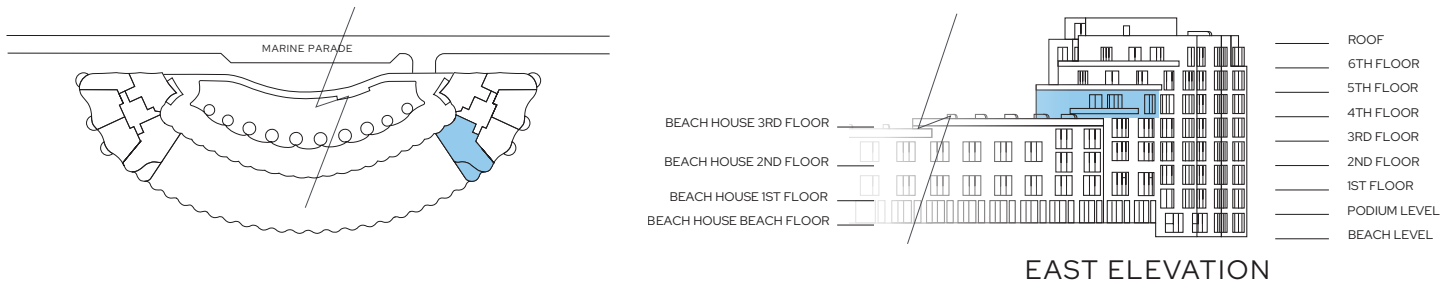 MARINE PARADE
BEACH HOUSE 3RD FLOOR
BEACH HOUSE 2ND FLOOR
BEACH HOUSE 1ST FLOOR
BEACH HOUSE BEACH FLOOR
ROOF
6TH FLOOR
5TH FLOOR
4TH FLOOR
3RD FLOOR
2ND FLOOR
1ST FLOOR
PODIUM LEVEL
BEACH LEVEL
EAST ELEVATION